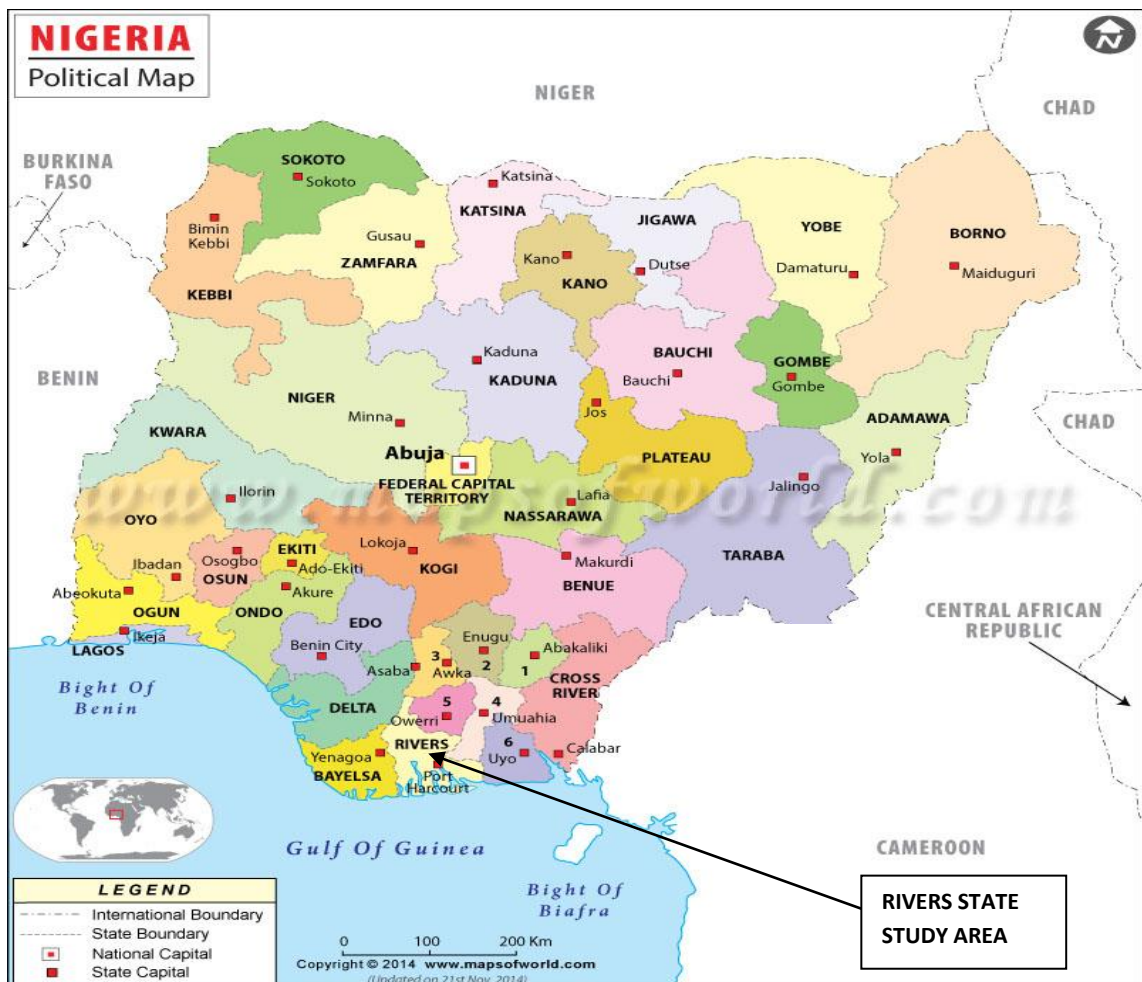 NIGERIA
Political Map
N
NIGER
CHAD
BURKINA
FASO
SOKOTO
Sokoto
Katsina
KATSINA
JIGAWA
YOBE
BORNO
Bimin
Kebbi
Gusau
ZAMFARA
Kano
KANO
Dutse
Damaturu
Maiduguri
KEBBI
Kaduna
KADUNA
BAUCHI
Bauchi
GOMBE
Gombe
BENIN
NIGER
Minna
Jos
ADAMAWA
CHAD
KWARA
Abuja
PLATEAU
Yola
FEDERAL CAPITAL
TERRITORY
Jalingo
Ilorin
Lafia
NASSARAWA
www.mapsofworld.com
OYO
Lokoja
KOGI
TARABA
EKITI
Ado-Ekiti
Osogbo
OSUN
Ibadan
Makurdi
BENUE
Abeokuta
OGUN
Akure
ONDO
CENTRAL AFRICAN
REPUBLIC
Ikeja
LAGOS
EDO
Benin City
Enugu
2
Abakaliki
1
3
Awka
Asaba
CROSS
RIVER
Bight Of
Benin
DELTA
5
Owerri
4
Umuahia
RIVERS
6
Uyo
Calabar
Yenagoa
BAYELSA
Port
Harcourt
Gulf Of Guinea
CAMEROON
Bight Of
Biafra
RIVERS STATE
STUDY AREA
LEGEND
International Boundary
State Boundary
National Capital
State Capital
0 100 200 Km
Copyright © 2014 www.mapsofworld.com
(Updated on 21st Nov, 2014)